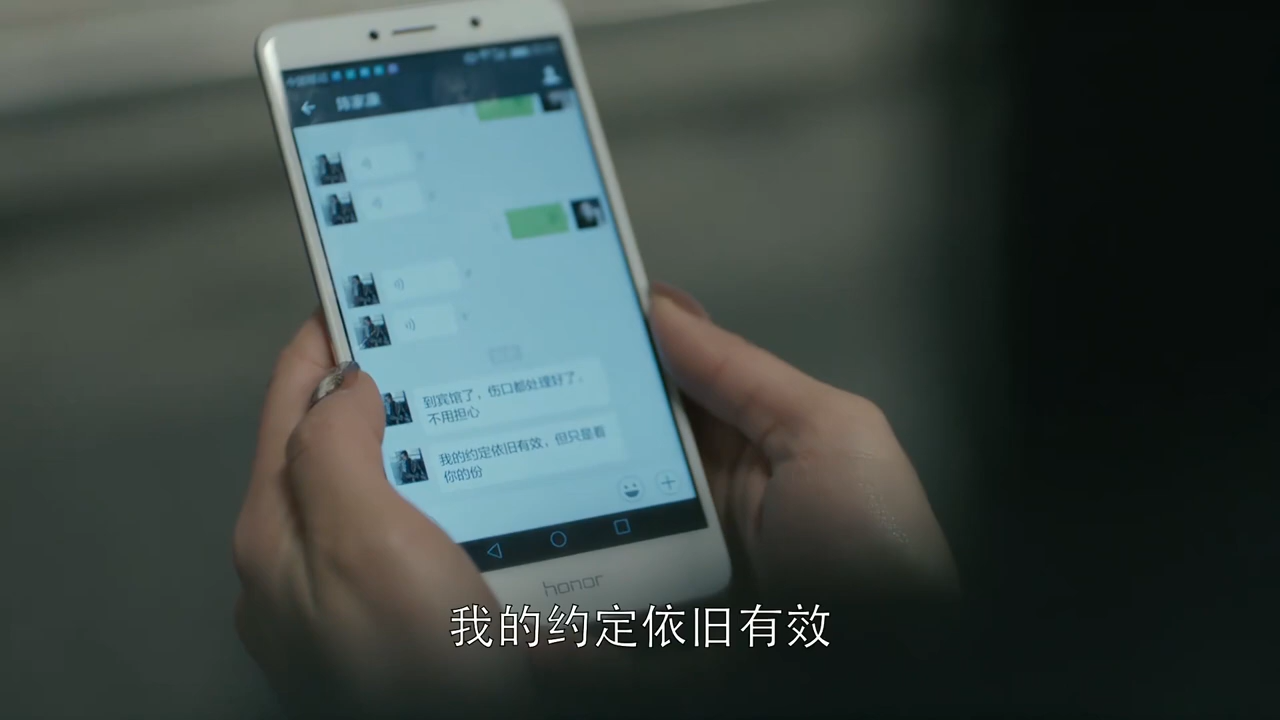 到宾馆了，伤口都处理好了，
不用担心
我的约定依旧有效，但只是看
你的份
honor
我的约定依旧有效